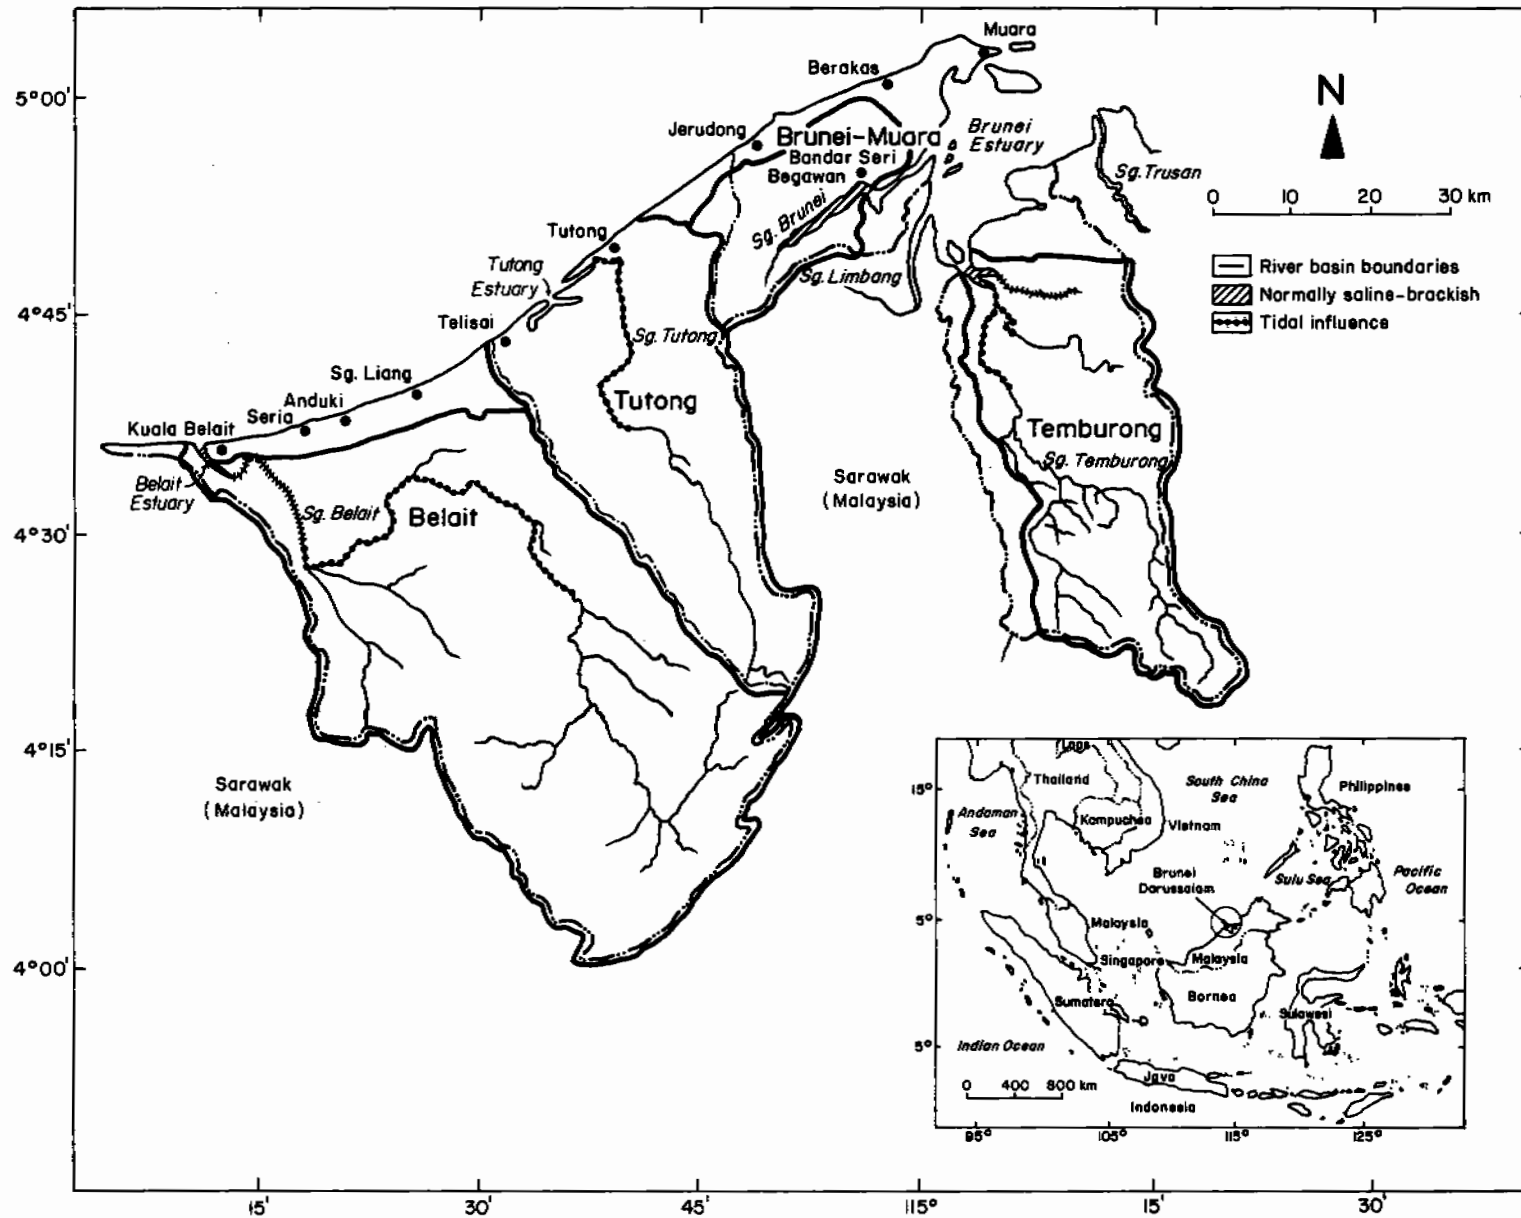 Muara
Berakas
N
5°00'
Jerudong
Brunei-Muara
Brunei
Estuary
Bandar Seri
Begawan
Sg. Trusan
0 10 20 30 km
Sg. Brunei
Tutong
Tutong
Estuary
Sg. Limbang
River basin boundaries
Normally saline-brackish
Tidal influence
4°45'
Telisai
Sg. Tutong
Sg. Liang
Anduki
Seria
Kuala Belait
Tutong
Temburong
Sg. Temburong
Belait
Estuary
Sg. Belait
Belait
Sarawak
(Malaysia)
4°30'
4°15'
Sarawak
(Malaysia)
4°00'
15'
30'
45'
115°
15'
30'
Laos
Thailand
South China
Sea
Philippines
15°
Andaman
Sea
Kampuchea
Vietnam
Brunei
Darussalam
Sulu Sea
Pacific
Ocean
5°
Malaysia
Singapore
Malaysia
Sumatera
Borneo
Sulawesi
5°
Indian Ocean
0 400 800 km
Java
Indonesia
95°
105°
115°
125°